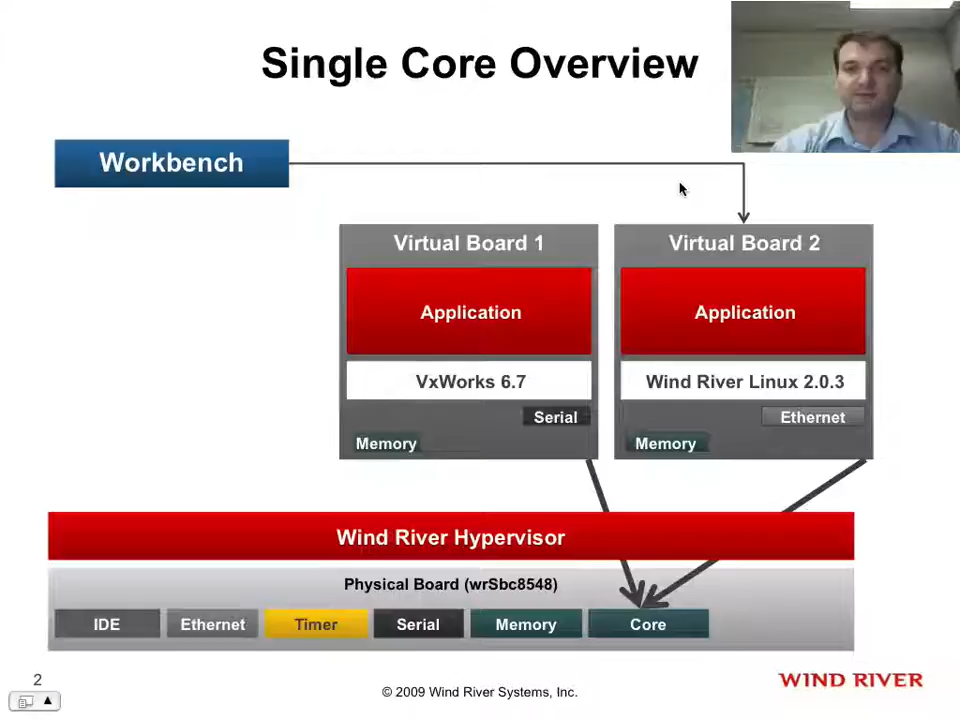 Single Core Overview
Workbench
Virtual Board 1
Application
VxWorks 6.7
Serial
Memory
Virtual Board 2
Application
Wind River Linux 2.0.3
Ethernet
Memory
Wind River Hypervisor
Physical Board (wrSbc8548)
IDE
Ethernet
Timer
Serial
Memory
Core
2
© 2009 Wind River Systems, Inc.
WIND RIVER